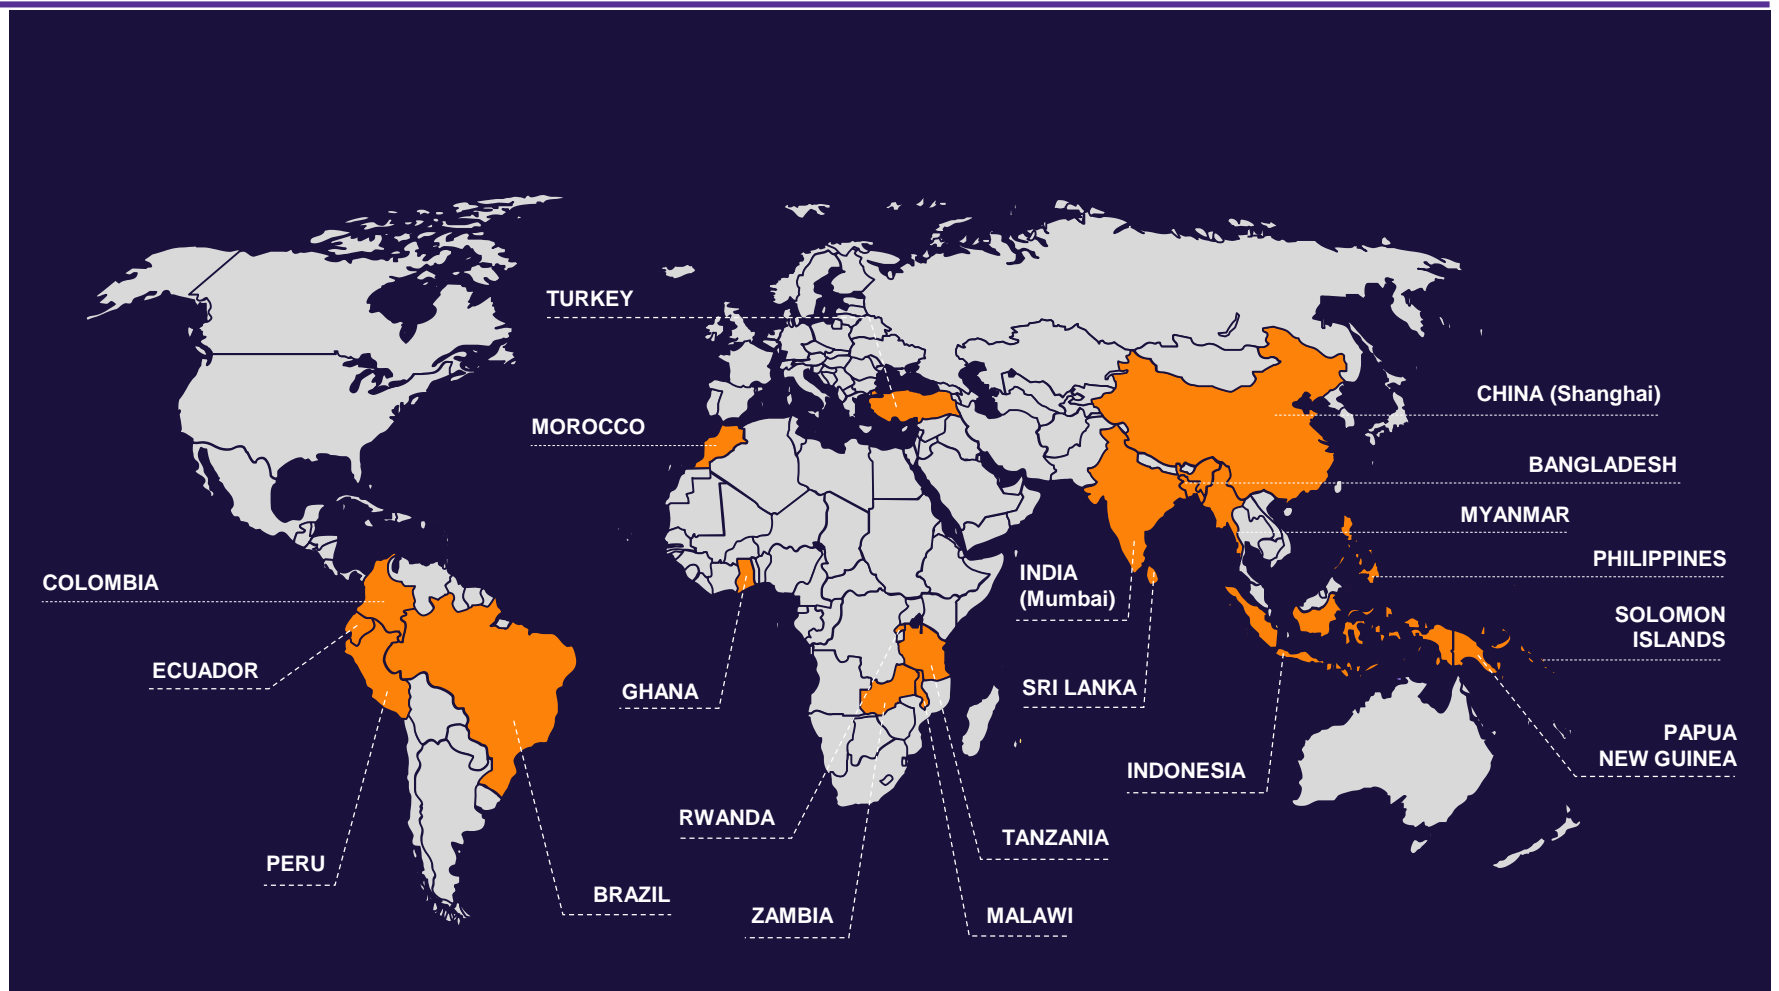 TURKEY
CHINA (Shanghai)
MOROCCO
BANGLADESH
MYANMAR
PHILIPPINES
COLOMBIA
INDIA
(Mumbai)
SOLOMON
ISLANDS
ECUADOR
GHANA
SRI LANKA
PAPUA
NEW GUINEA
INDONESIA
RWANDA
TANZANIA
PERU
BRAZIL
ZAMBIA
MALAWI